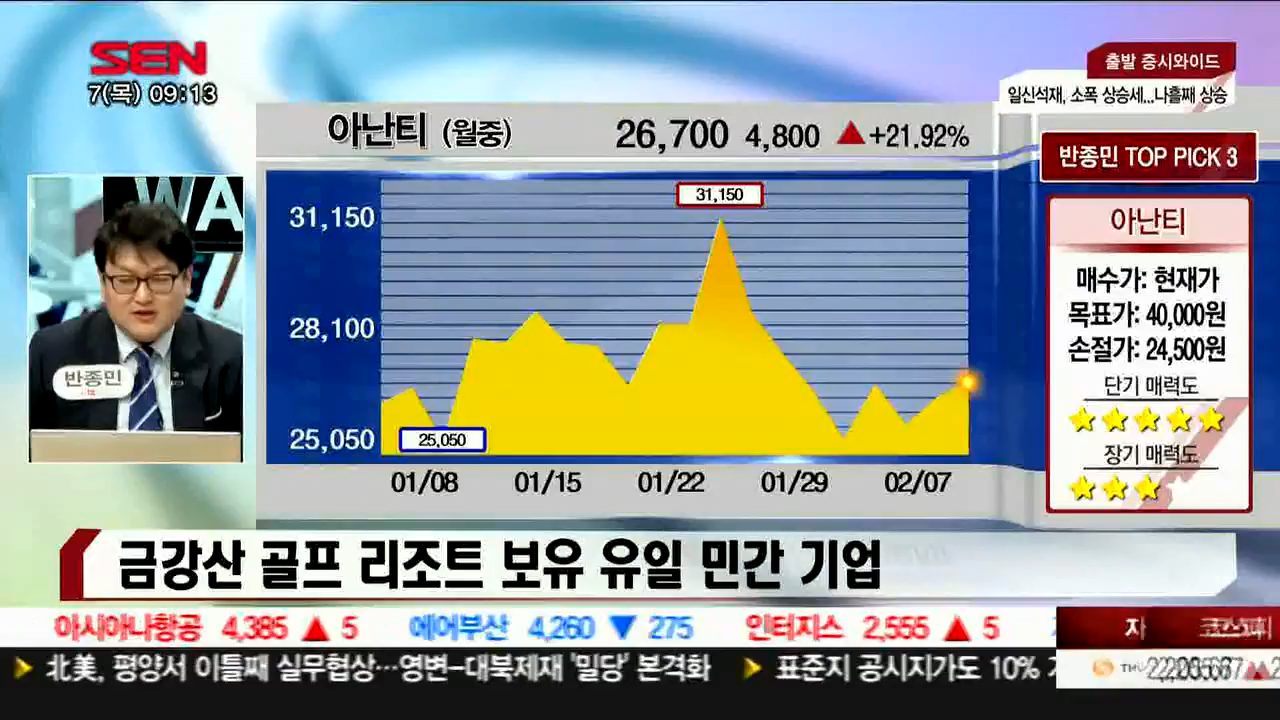 SEN
7(목) 09:13
출발 증시와이드
일신석재, 소폭 상승세...나흘째 상승
아난티 (월중) 26,700 4,800 ▲+21.92%
반종민 TOP PICK 3
아난티
매수가: 현재가
목표가: 40,000원
손절가: 24,500원
단기 매력도
★★★★★
장기 매력도
★★★
WA
반종민
31,150
31,150
28,100
25,050
25,050
01/08 01/15 01/22 01/29 02/07
금강산 골프 리조트 보유 유일 민간 기업
아시아나항공 4,385 ▲ 5 에어부산 4,260 ▼ 275 인터지스 2,555 ▲ 5
자 코스피
北美, 평양서 이틀째 실무협상…영변-대북제재 '밀당' 본격화 표준지 공시지가도 10%